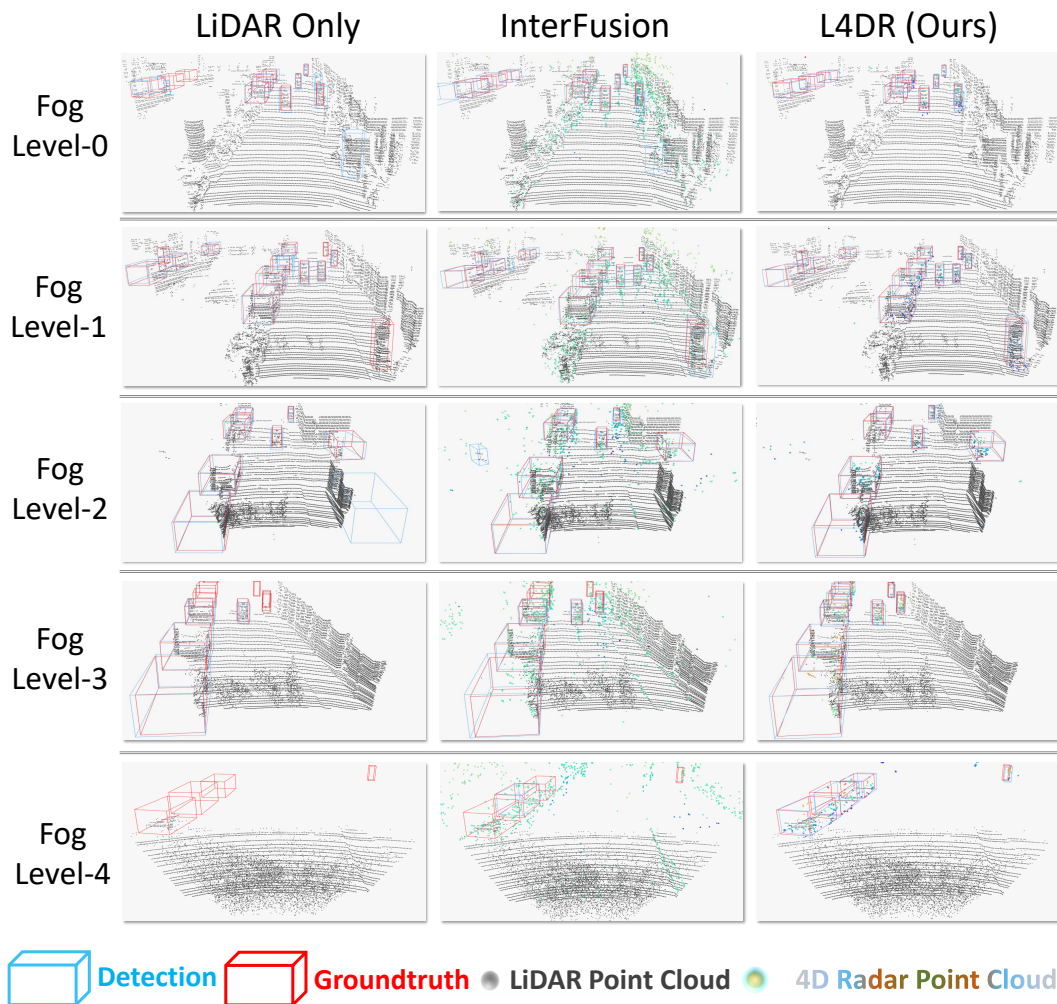 LiDAR Only InterFusion L4DR (Ours)
Fog
Level-0
Fog
Level-1
Fog
Level-2
Fog
Level-3
Fog
Level-4
Detection Groundtruth LiDAR Point Cloud 4D Radar Point Cloud